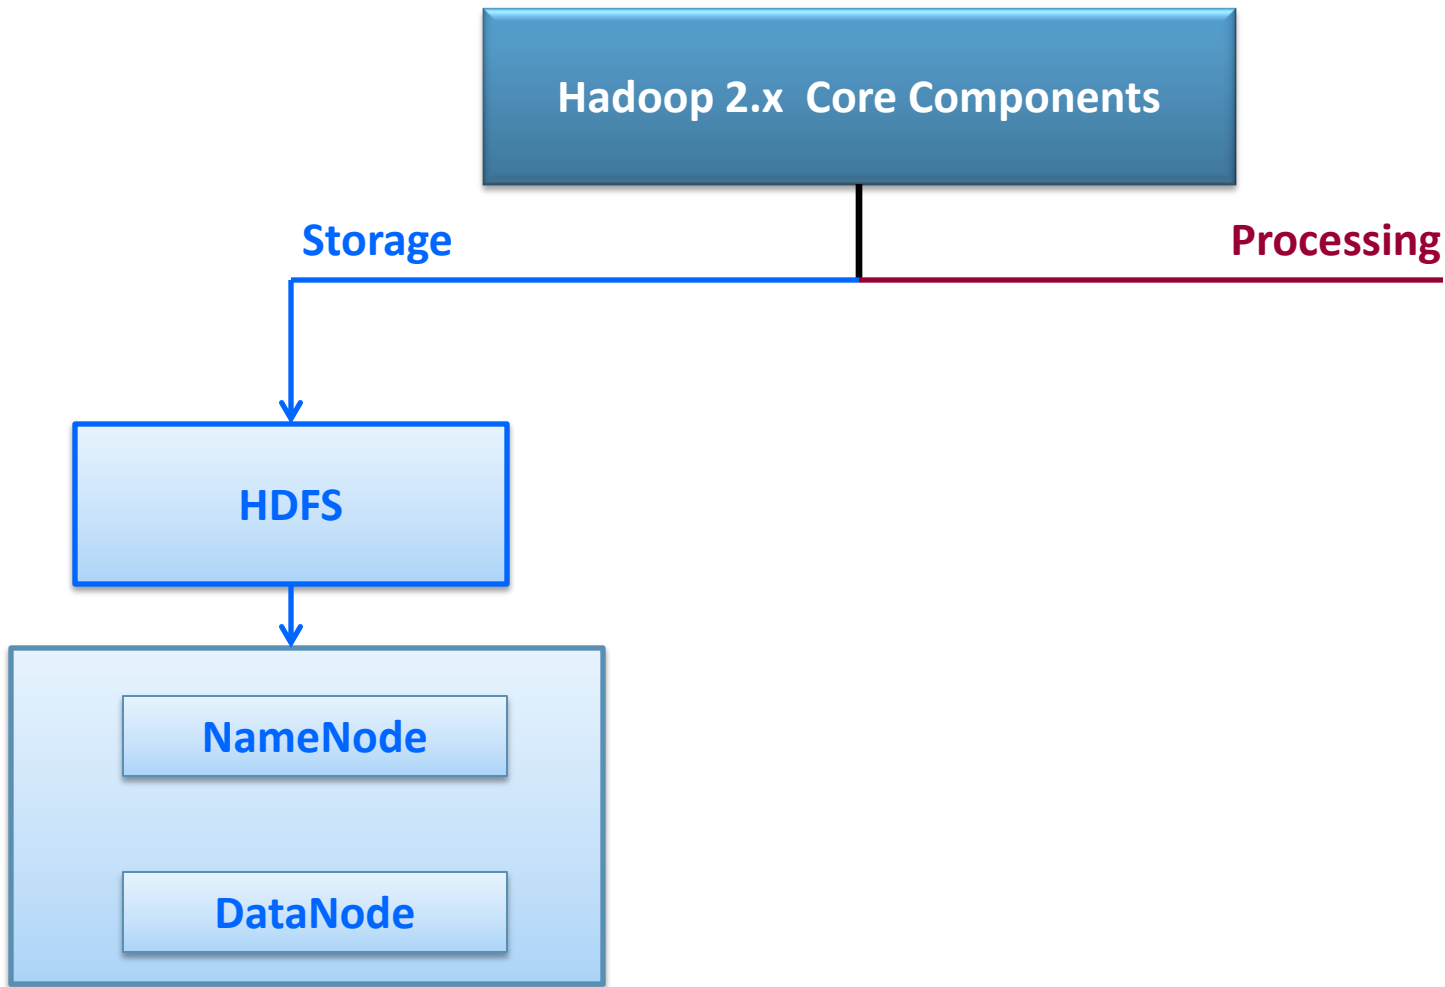 Hadoop 2.x  Core Components
Storage
Processing
HDFS
NameNode
DataNode